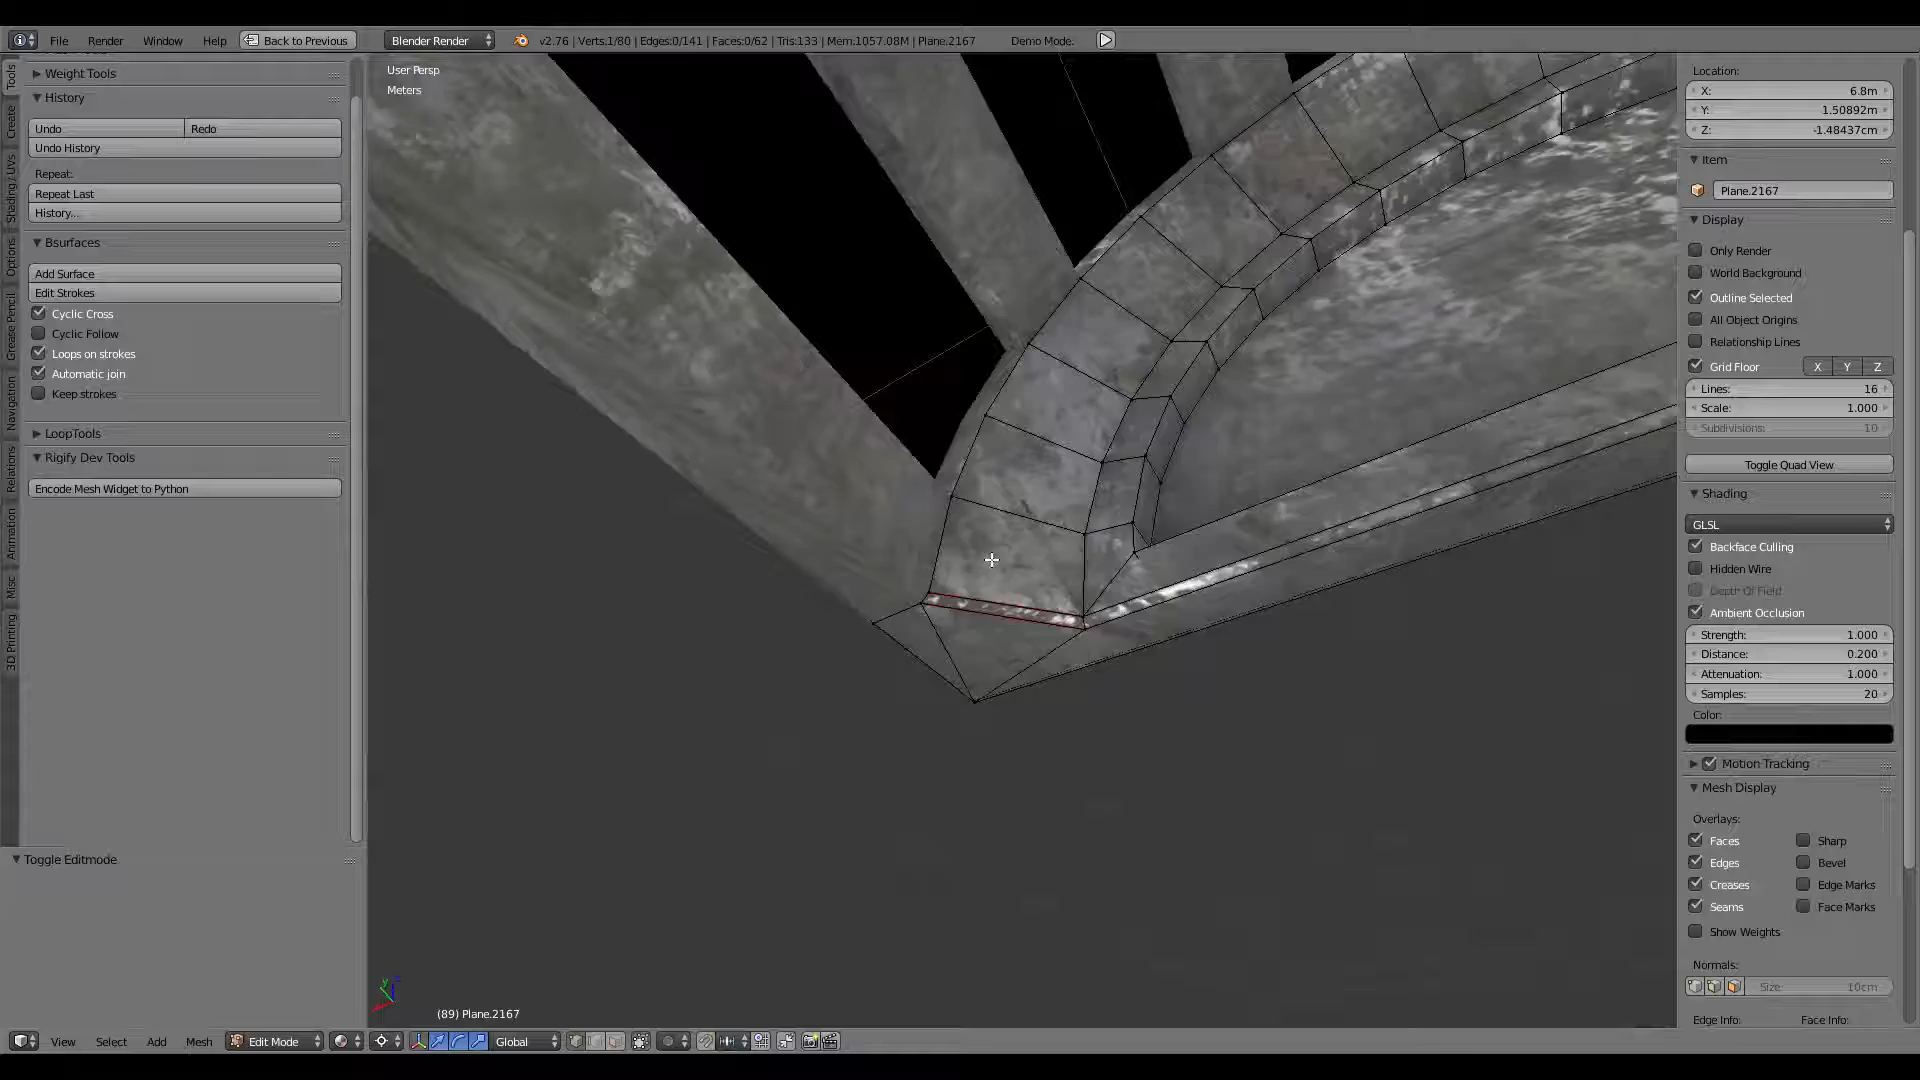 File Render Window Help Back to Previous Blender Render v2.76 | Verts:1/80 | Edges:0/141 | Faces:0/62 | Tris:133 | Mem:1057.08M | Plane.2167 Demo Mode:
Tools
Create
Shading / UVs
Options
Grease Pencil
Navigation
Relations
Animation
Misc
3D Printing
Weight Tools
History
Undo Redo
Undo History
Repeat:
Repeat Last
History...
Bsurfaces
Add Surface
Edit Strokes
Cyclic Cross
Cyclic Follow
Loops on strokes
Automatic join
Keep strokes
LoopTools
Rigify Dev Tools
Encode Mesh Widget to Python
Toggle Editmode
User Persp
Meters
(89) Plane.2167
Location:
X: 6.8m
Y: 1.50892m
Z: -1.48437cm
Item
Plane.2167
Display
Only Render
World Background
Outline Selected
All Object Origins
Relationship Lines
Grid Floor X Y Z
Lines: 16
Scale: 1.000
Subdivisions: 10
Toggle Quad View
Shading
GLSL
Backface Culling
Hidden Wire
Depth Of Field
Ambient Occlusion
Strength: 1.000
Distance: 0.200
Attenuation: 1.000
Samples: 20
Color:
Motion Tracking
Mesh Display
Overlays:
Faces Sharp
Edges Bevel
Creases Edge Marks
Seams Face Marks
Show Weights
Normals:
Size: 10cm
Edge Info: Face Info:
View Select Add Mesh Edit Mode Global